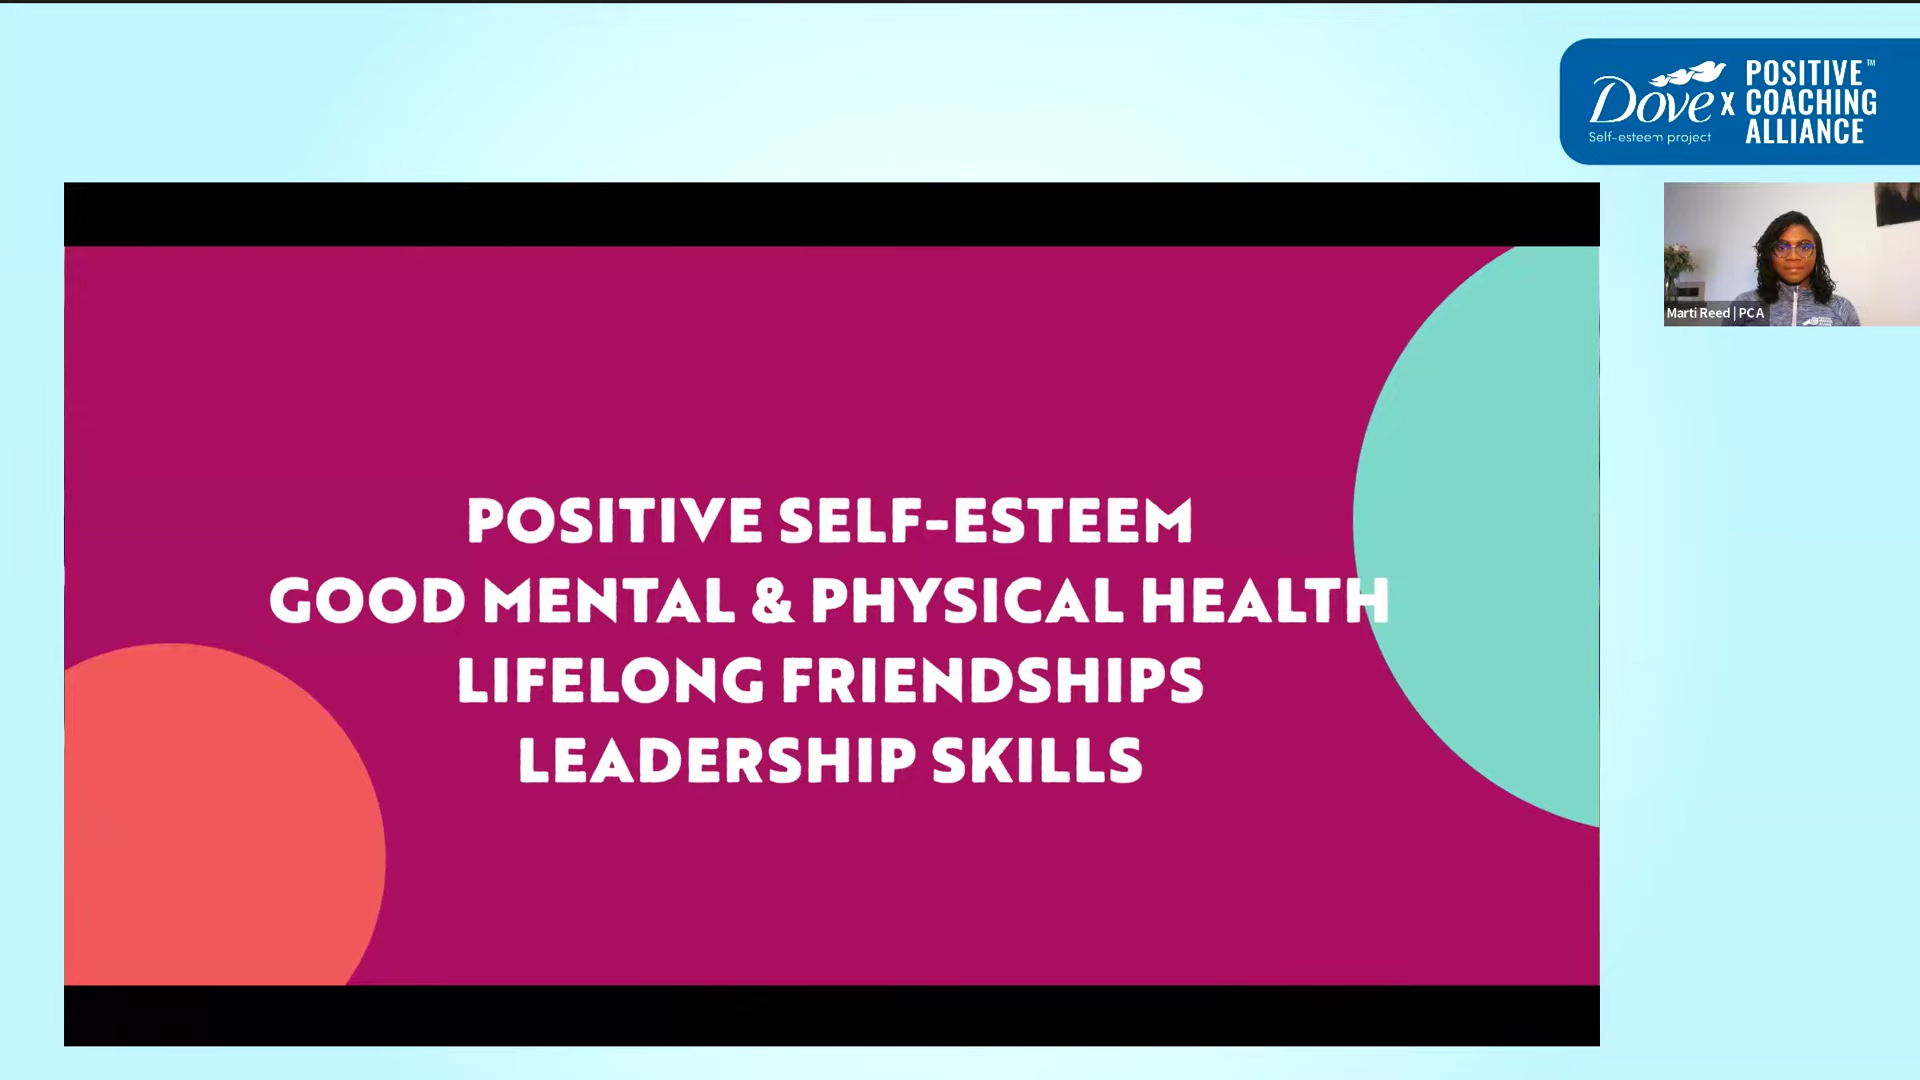 Dove x
Self-esteem project
POSITIVE™
COACHING
ALLIANCE
Marti Reed | PCA
POSITIVE SELF-ESTEEM
GOOD MENTAL & PHYSICAL HEALTH
LIFELONG FRIENDSHIPS
LEADERSHIP SKILLS